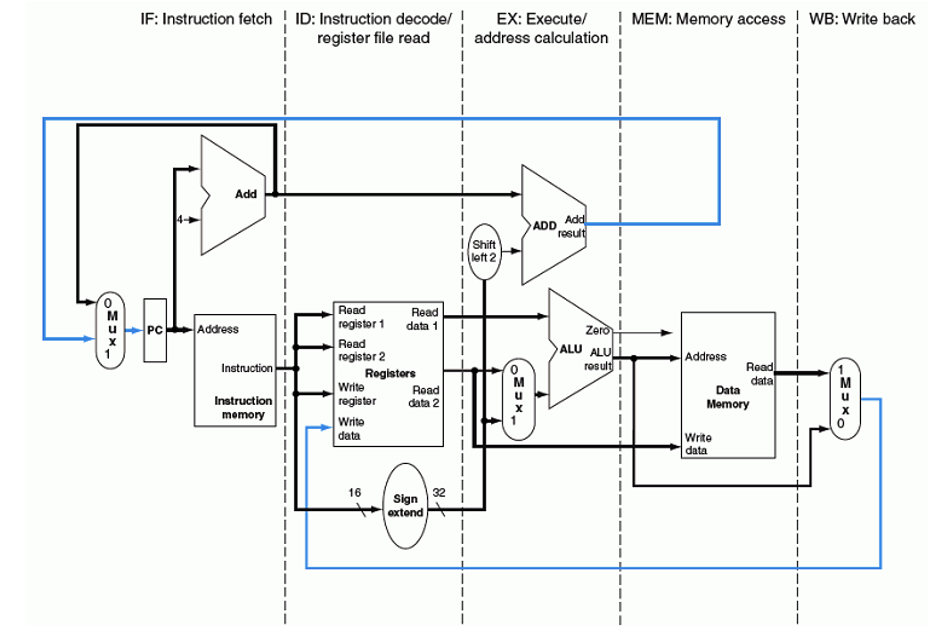 IF: Instruction fetch
ID: Instruction decode/
register file read
EX: Execute/
address calculation
MEM: Memory access
WB: Write back
Add
4
ADD
Add
result
Shift
left 2
0
M
u
x
1
PC
Address
Instruction
Instruction
memory
Read
register 1
Read
register 2
Write
register
Write
data
Registers
Read
data 1
Read
data 2
0
M
u
x
1
Zero
ALU
ALU
result
Address
Read
data
Data
Memory
Write
data
1
M
u
x
0
16
Sign
extend
32